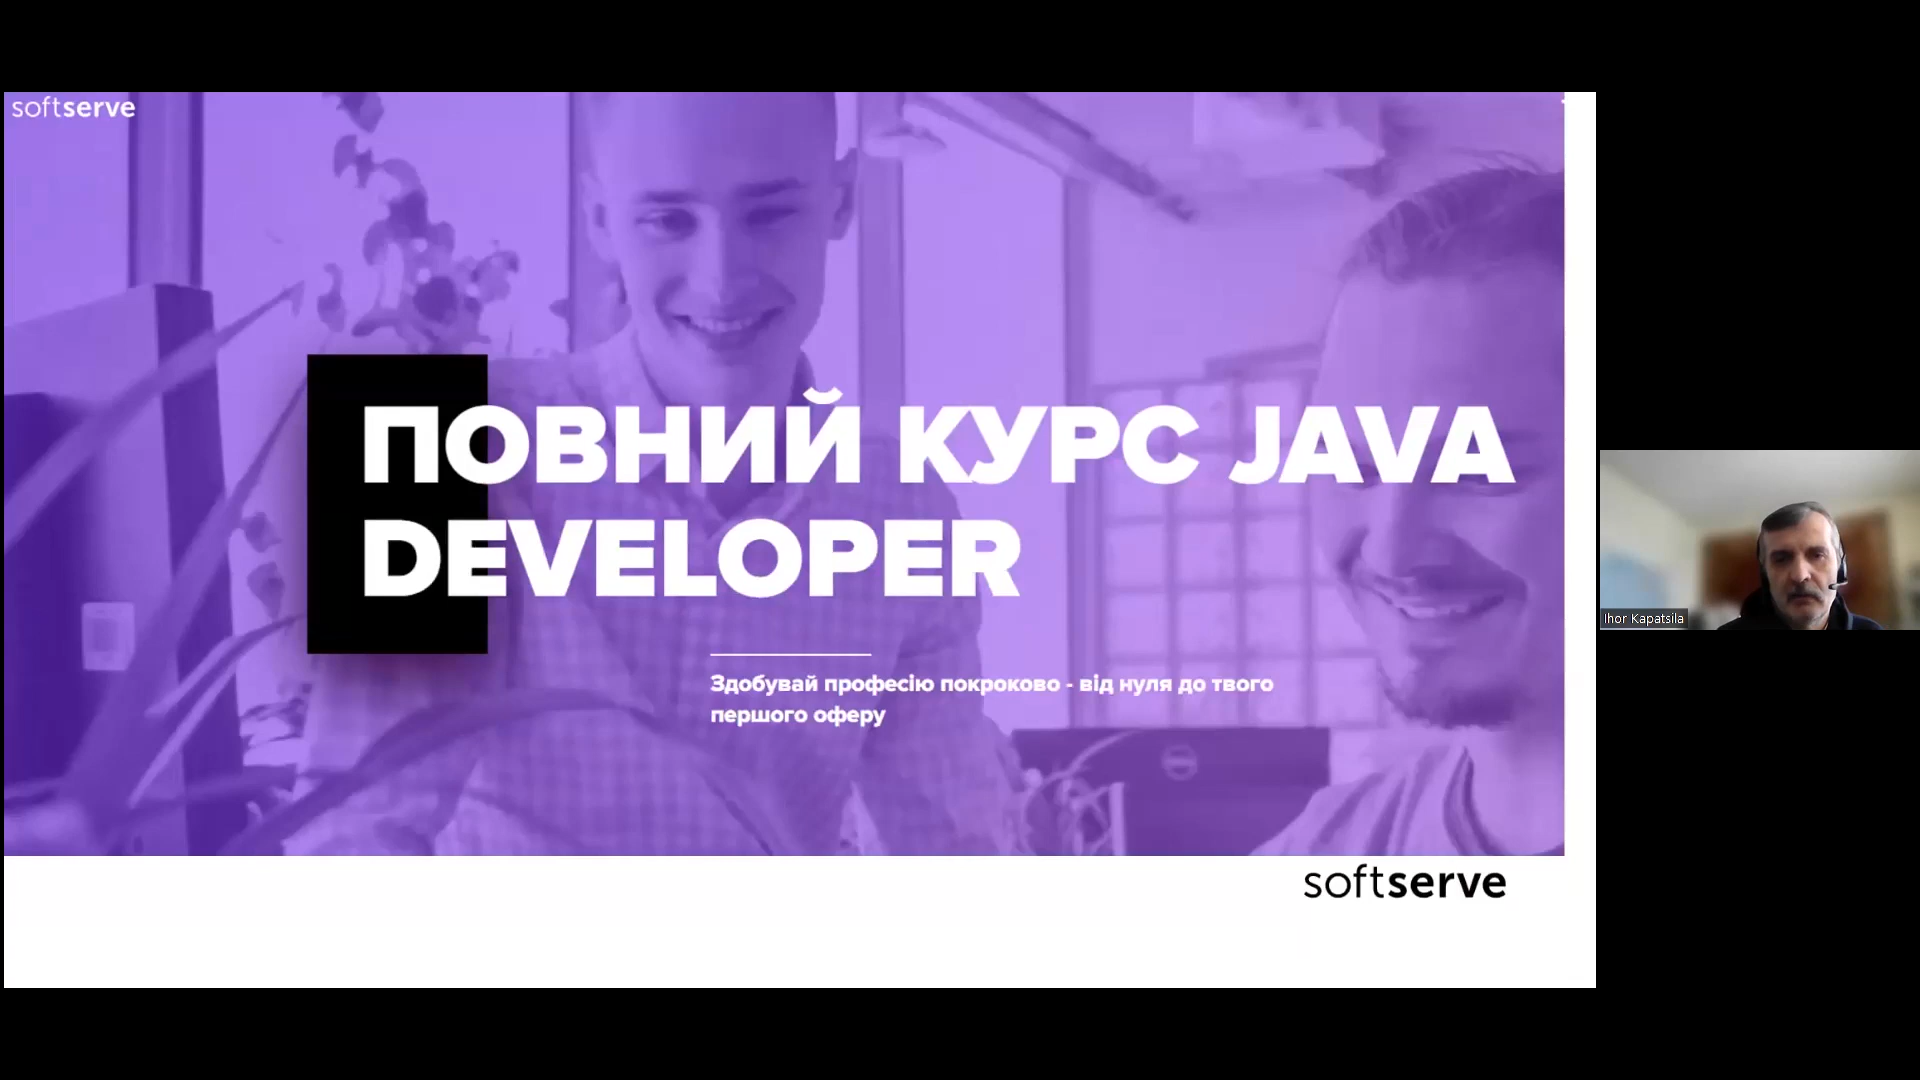 softserve
ПОВНИЙ КУРС JAVA
DEVELOPER
Здобувай професію покроково - від нуля до твого
першого оферу
softserve
Ihor Kapatsila